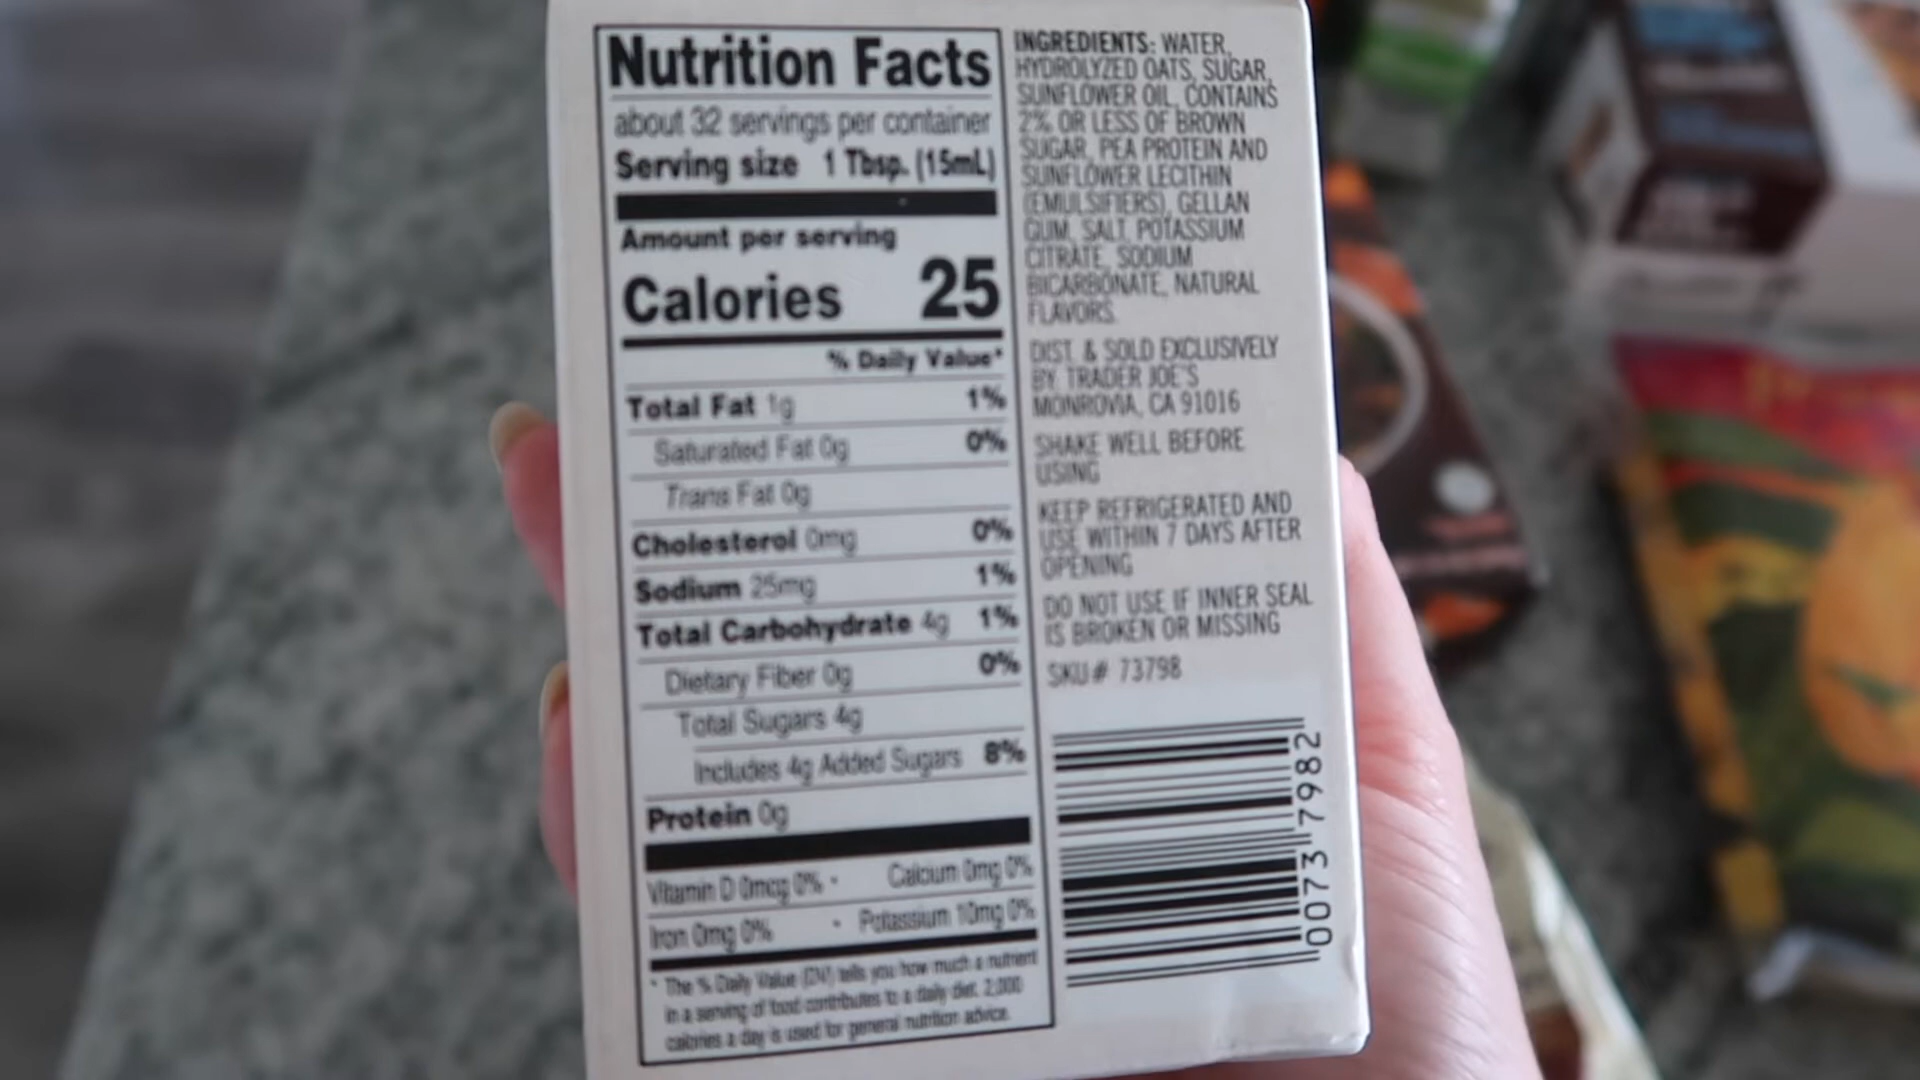 Nutrition Facts
about 32 servings per container
Serving size 1 Tbsp. (15mL)
Amount per serving
Calories 25
% Daily Value*
Total Fat 1g 1%
Saturated Fat 0g 0%
Trans Fat 0g
Cholesterol 0mg 0%
Sodium 25mg 1%
Total Carbohydrate 4g 1%
Dietary Fiber 0g 0%
Total Sugars 4g
Includes 4g Added Sugars 8%
Protein 0g
Vitamin D 0mcg 0% • Calcium 0mg 0%
Iron 0mg 0% • Potassium 10mg 0%
* The % Daily Value (DV) tells you how much a nutrient
in a serving of food contributes to a daily diet. 2,000
calories a day is used for general nutrition advice.
INGREDIENTS: WATER,
HYDROLYZED OATS, SUGAR,
SUNFLOWER OIL, CONTAINS
2% OR LESS OF BROWN
SUGAR, PEA PROTEIN AND
SUNFLOWER LECITHIN
(EMULSIFIERS), GELLAN
GUM, SALT, POTASSIUM
CITRATE, SODIUM
BICARBONATE, NATURAL
FLAVORS.
DIST. & SOLD EXCLUSIVELY
BY: TRADER JOE'S
MONROVIA, CA 91016
SHAKE WELL BEFORE
USING
KEEP REFRIGERATED AND
USE WITHIN 7 DAYS AFTER
OPENING
DO NOT USE IF INNER SEAL
IS BROKEN OR MISSING
SKU# 73798
0073 7982